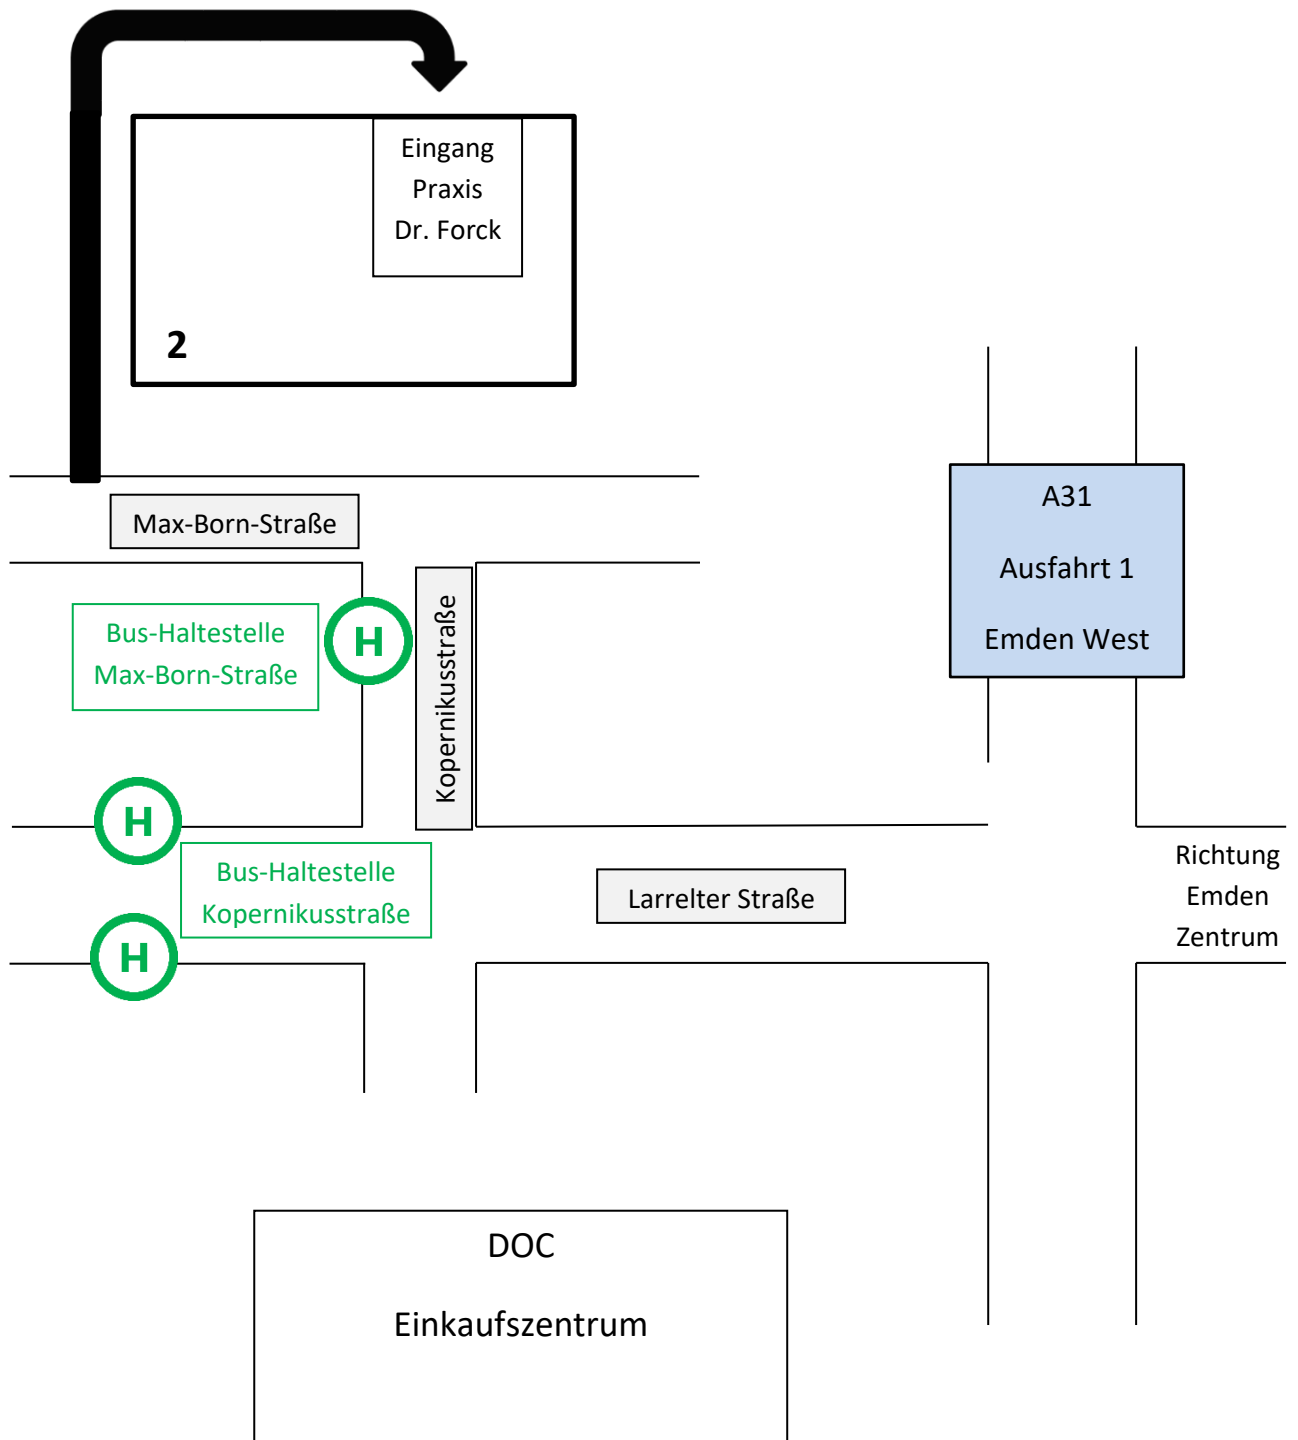 Eingang
Praxis
Dr. Forck
2
Max-Born-Straße
A31
Ausfahrt 1
Emden West
Kopernikusstraße
Bus-Haltestelle
Max-Born-Straße
H
H
Bus-Haltestelle
Kopernikusstraße
H
Larrelter Straße
Richtung
Emden
Zentrum
DOC
Einkaufszentrum